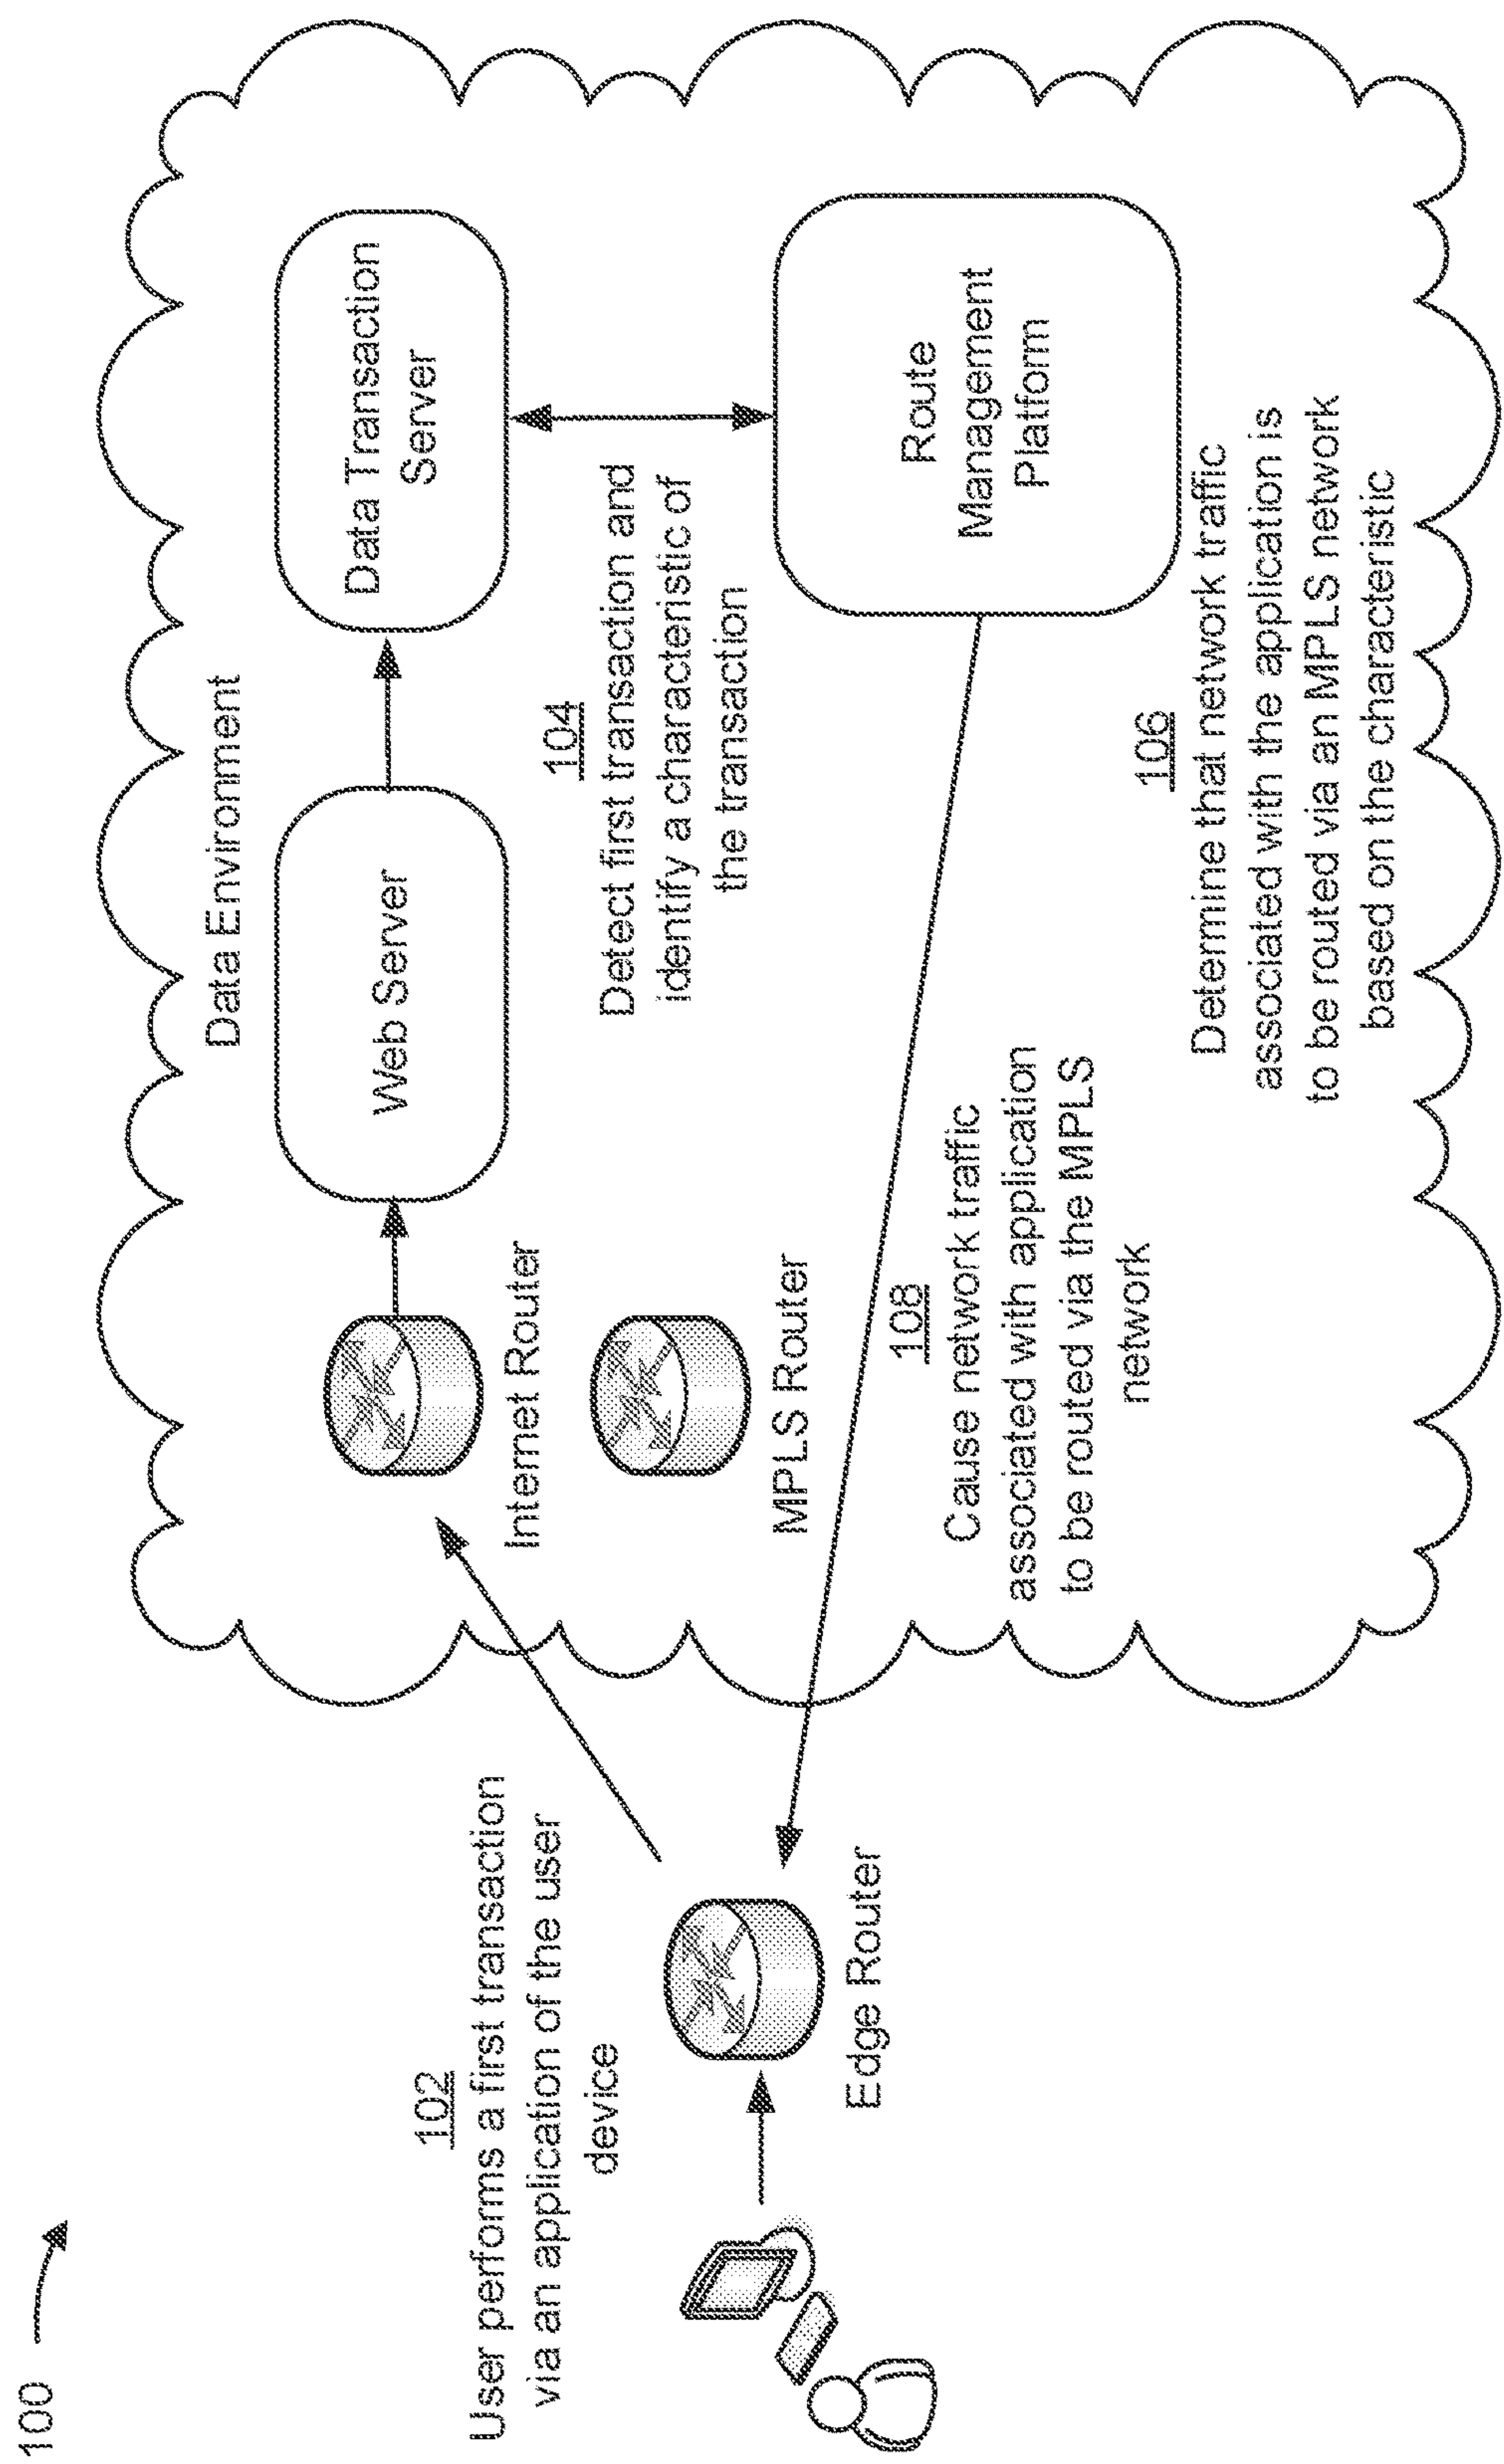 100
Data Environment
102
User performs a first transaction
via an application of the user
device
Edge Router
Internet Router
MPLS Router
Web Server
Data Transaction
Server
104
Detect first transaction and
identify a characteristic of
the transaction
Route
Management
Platform
106
Determine that network traffic
associated with the application is
to be routed via an MPLS network
based on the characteristic
108
Cause network traffic
associated with application
to be routed via the MPLS
network